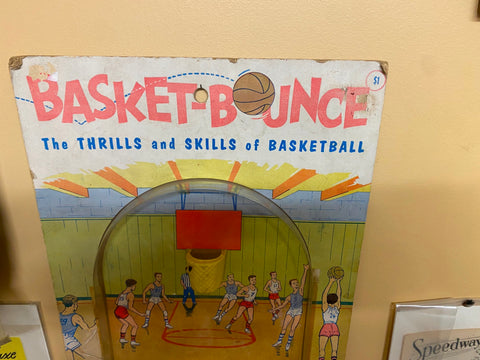 BASKET-BOUNCE
$1
The THRILLS and SKILLS of BASKETBALL
Speedway